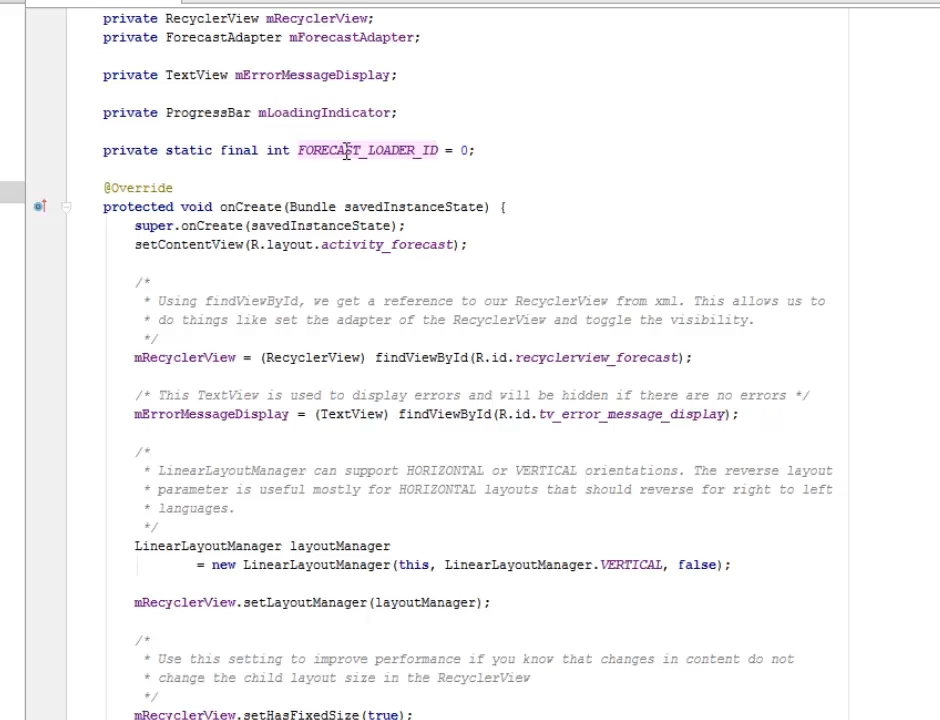 private RecyclerView mRecyclerView;
private ForecastAdapter mForecastAdapter;
private TextView mErrorMessageDisplay;
private ProgressBar mLoadingIndicator;
private static final int FORECAST_LOADER_ID = 0;
@Override
protected void onCreate(Bundle savedInstanceState) {
super.onCreate(savedInstanceState);
setContentView(R.layout.activity_forecast);
/*
* Using findViewById, we get a reference to our RecyclerView from xml. This allows us to
* do things like set the adapter of the RecyclerView and toggle the visibility.
*/
mRecyclerView = (RecyclerView) findViewById(R.id.recyclerview_forecast);
/* This TextView is used to display errors and will be hidden if there are no errors */
mErrorMessageDisplay = (TextView) findViewById(R.id.tv_error_message_display);
/*
* LinearLayoutManager can support HORIZONTAL or VERTICAL orientations. The reverse layout
* parameter is useful mostly for HORIZONTAL layouts that should reverse for right to left
* languages.
*/
LinearLayoutManager layoutManager
= new LinearLayoutManager(this, LinearLayoutManager.VERTICAL, false);
mRecyclerView.setLayoutManager(layoutManager);
/*
* Use this setting to improve performance if you know that changes in content do not
* change the child layout size in the RecyclerView
*/
mRecyclerView.setHasFixedSize(true);